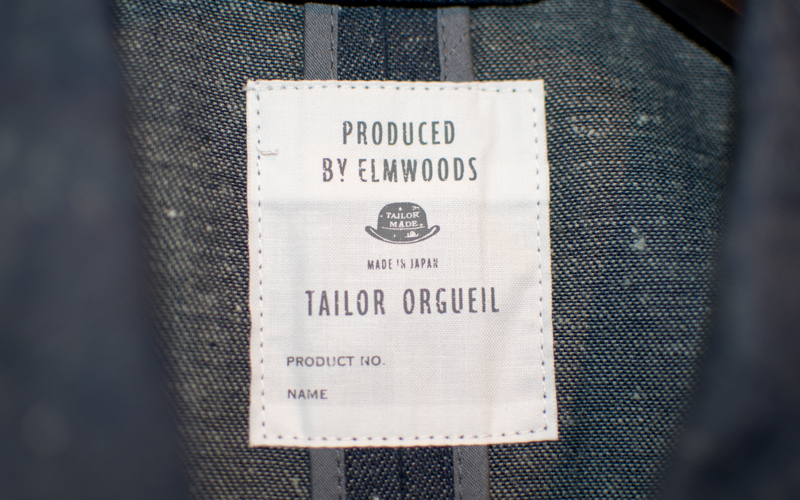 PRODUCED
BY ELMWOODS
TAILOR
MADE
MADE IN JAPAN
TAILOR ORGUEIL
PRODUCT NO.
NAME